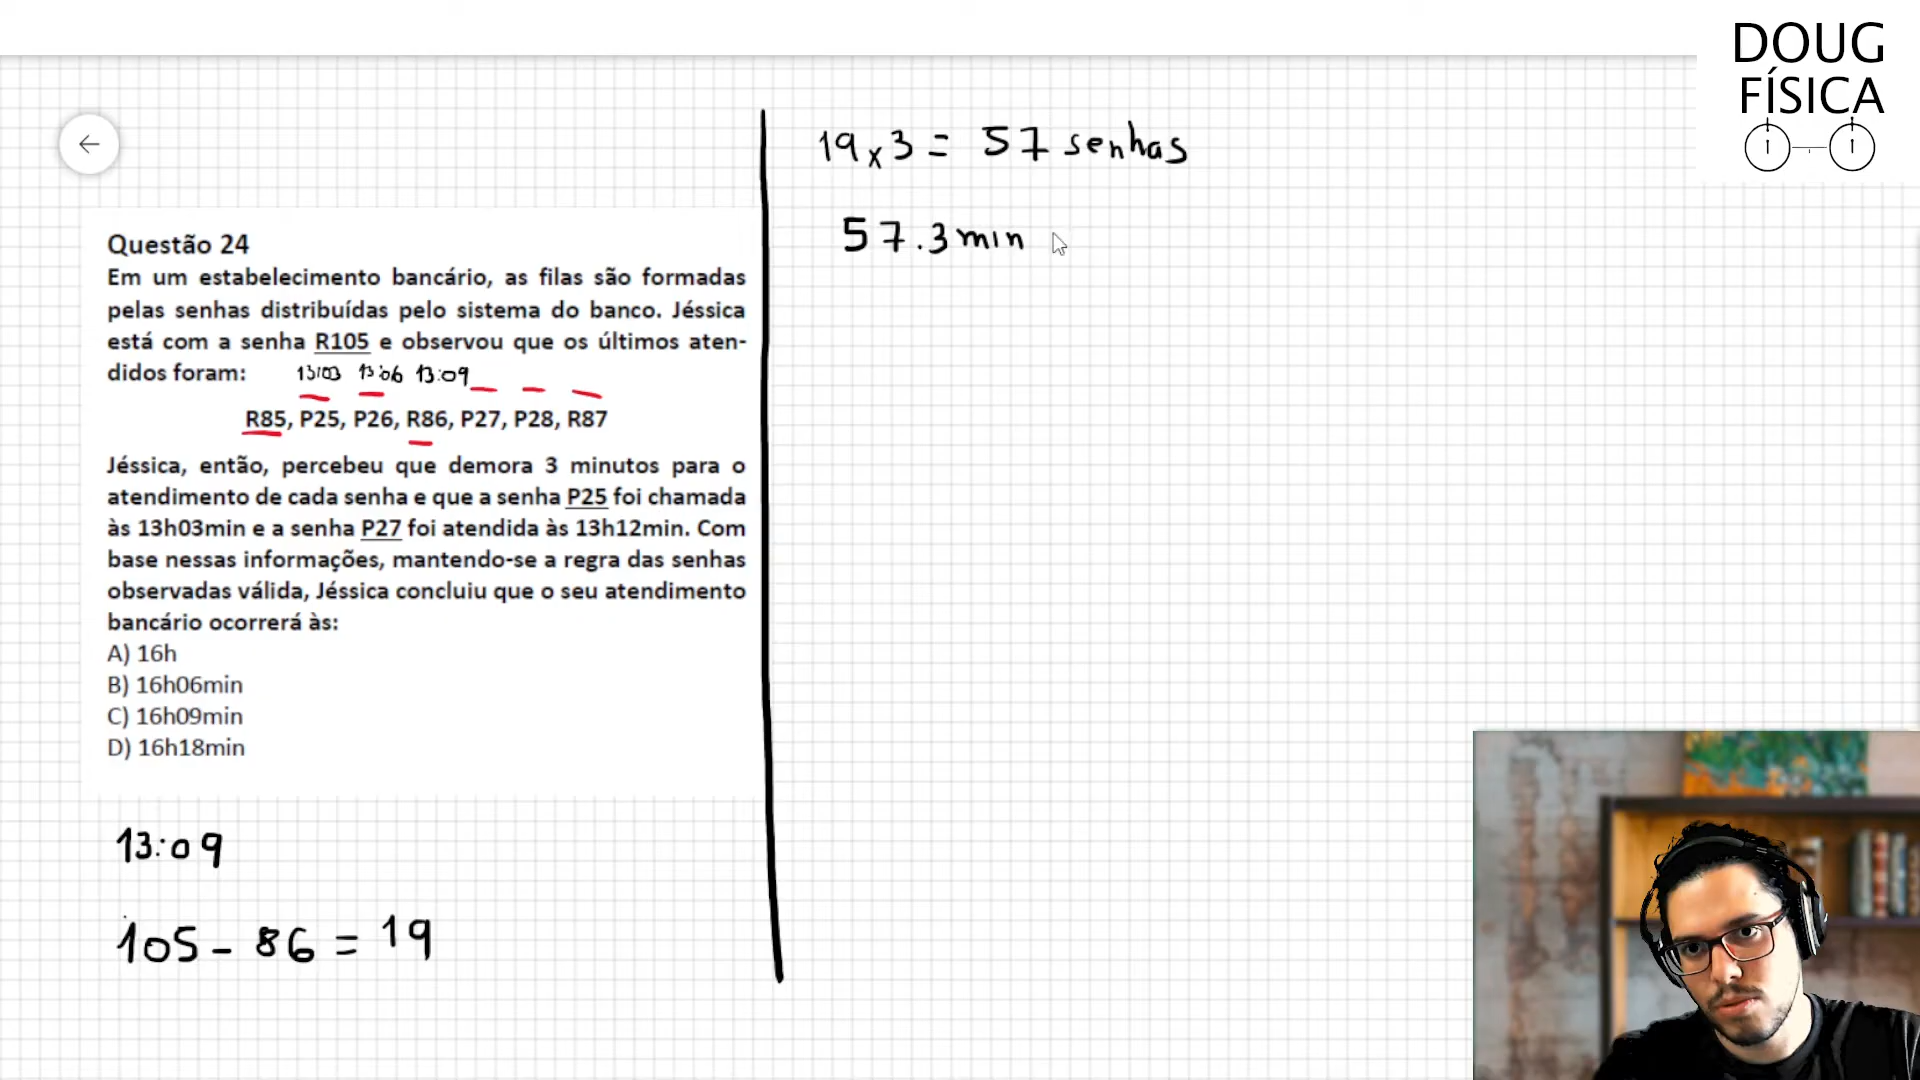 DOUG
FÍSICA
Questão 24
Em um estabelecimento bancário, as filas são formadas
pelas senhas distribuídas pelo sistema do banco. Jéssica
está com a senha R105 e observou que os últimos aten-
didos foram:
13:03 13:06 13:09
R85, P25, P26, R86, P27, P28, R87
Jéssica, então, percebeu que demora 3 minutos para o
atendimento de cada senha e que a senha P25 foi chamada
às 13h03min e a senha P27 foi atendida às 13h12min. Com
base nessas informações, mantendo-se a regra das senhas
observadas válida, Jéssica concluiu que o seu atendimento
bancário ocorrerá às:
A) 16h
B) 16h06min
C) 16h09min
D) 16h18min
13:09
105 - 86 = 19
19 x 3 = 57 senhas
57.3min